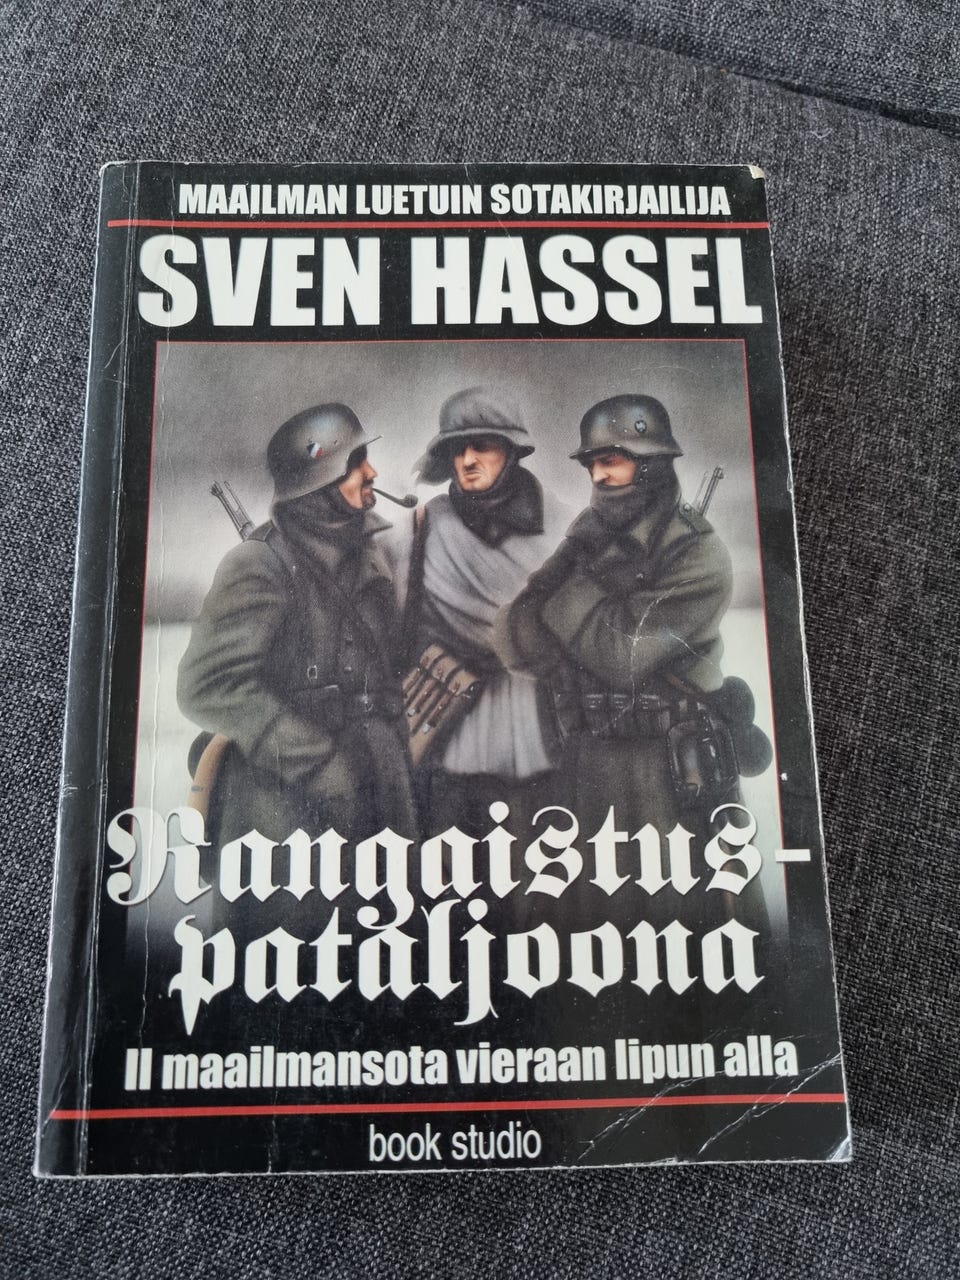 MAAILMAN LUETUIN SOTAKIRJAILIJA
SVEN HASSEL
Rangaistus-
pataljoona
II maailmansota vieraan lipun alla
book studio